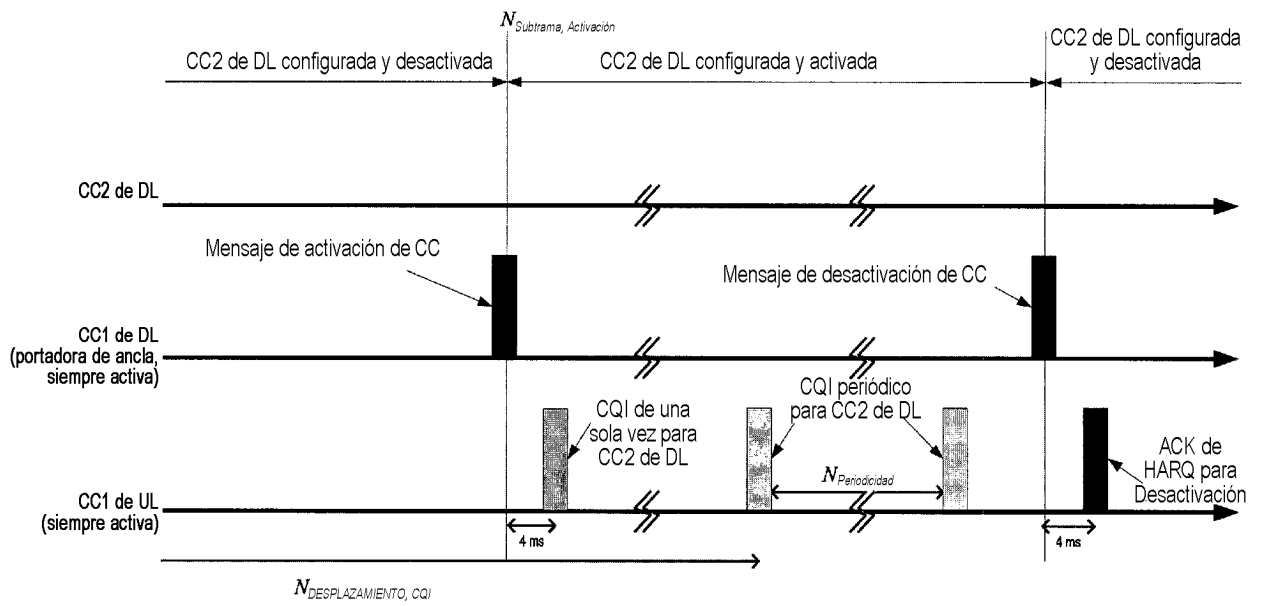 N Subtrama, Activación
CC2 de DL configurada y desactivada
CC2 de DL configurada y activada
CC2 de DL configurada
y desactivada
CC2 de DL
Mensaje de activación de CC
Mensaje de desactivación de CC
CC1 de DL
(portadora de ancla,
siempre activa)
CQI de una
sola vez para
CC2 de DL
CQI periódico
para CC2 de DL
N Periodicidad
ACK de
HARQ para
Desactivación
CC1 de UL
(siempre activa)
4 ms
4 ms
N DESPLAZAMIENTO, CQI